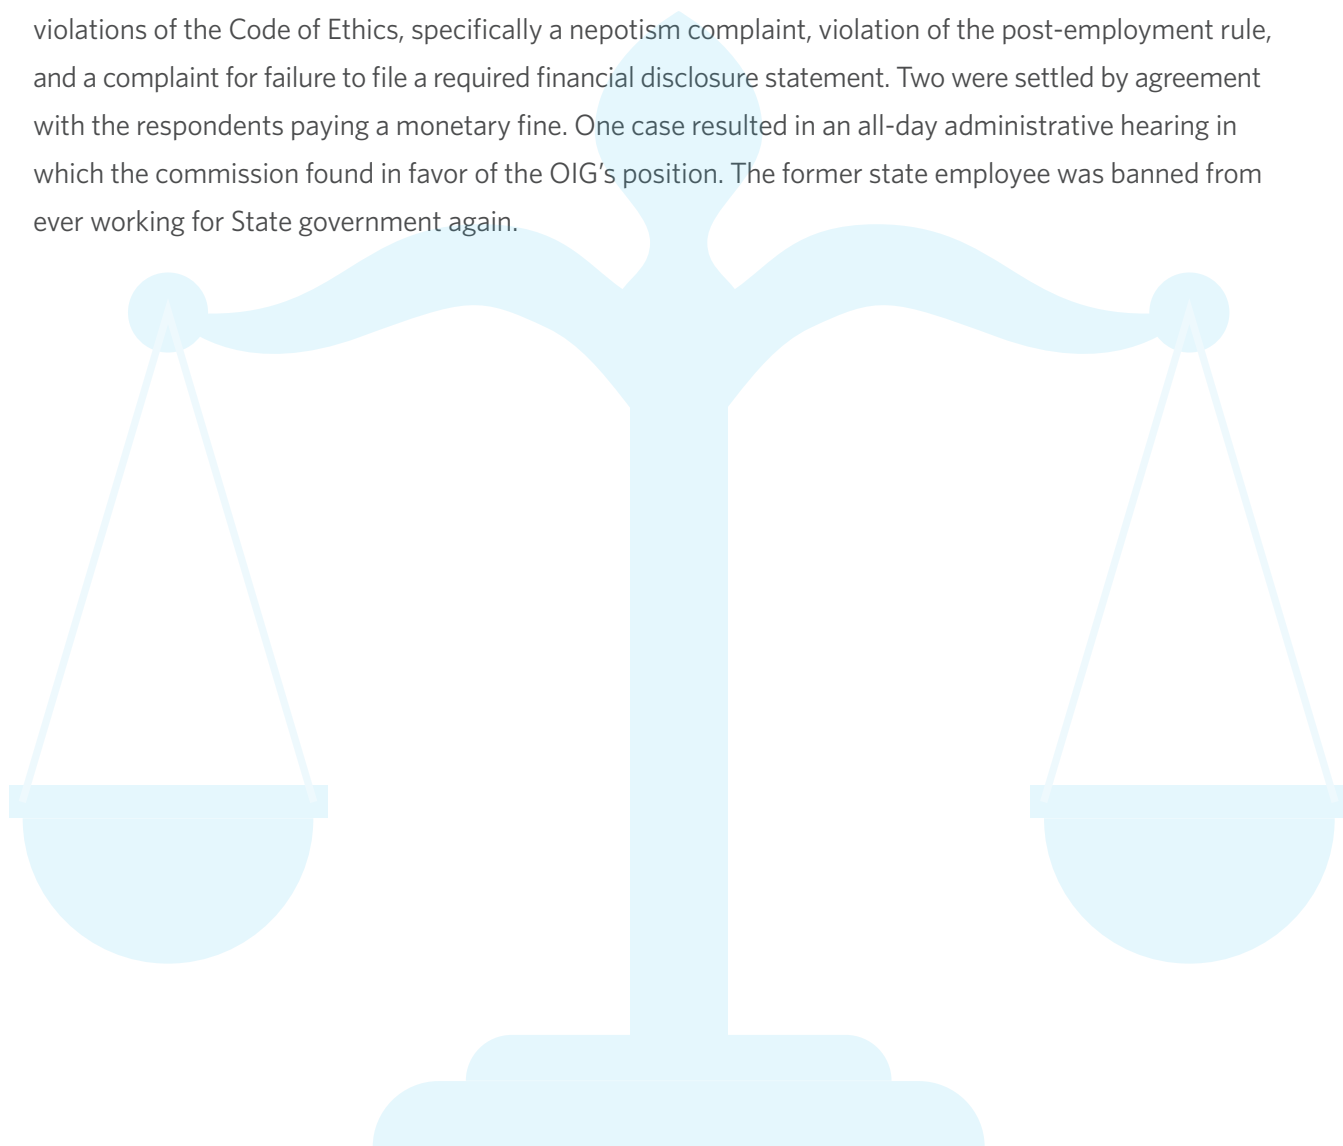 violations of the Code of Ethics, specifically a nepotism complaint, violation of the post-employment rule,
and a complaint for failure to file a required financial disclosure statement. Two were settled by agreement
with the respondents paying a monetary fine. One case resulted in an all-day administrative hearing in
which the commission found in favor of the OIG’s position. The former state employee was banned from
ever working for State government again.